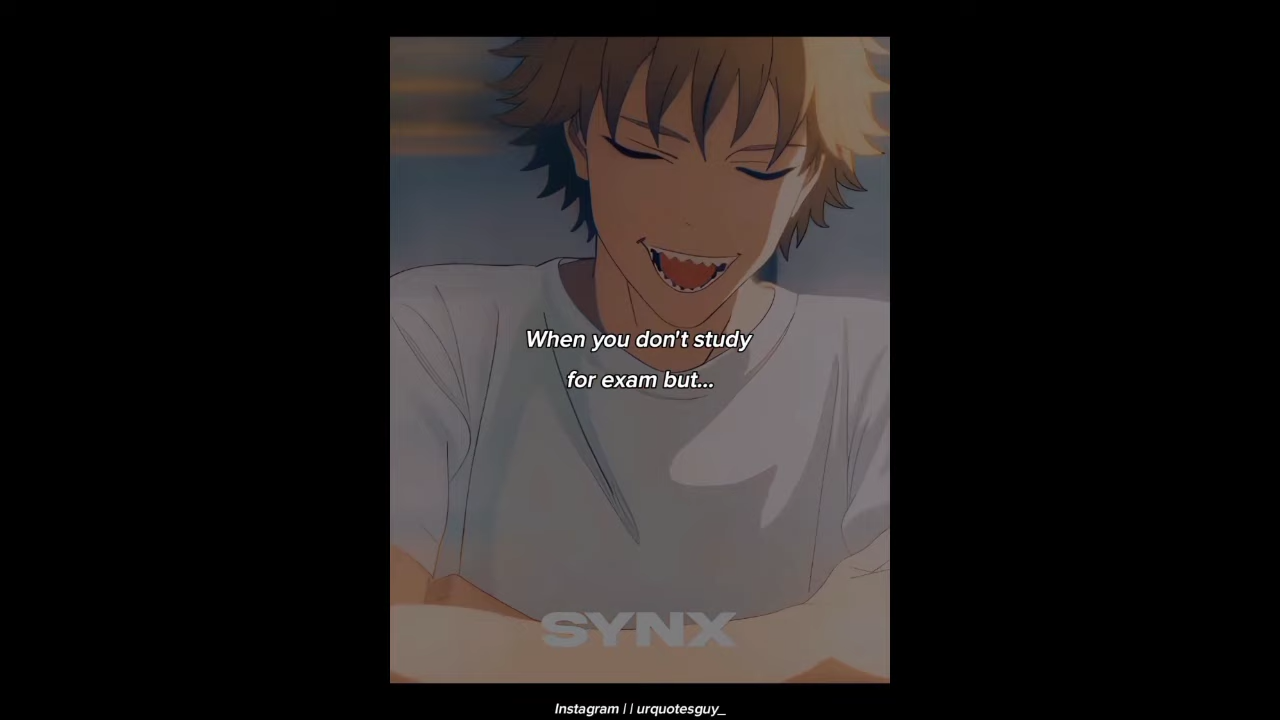 When you don't study
for exam but...
SYNX
Instagram | | urquotesguy_